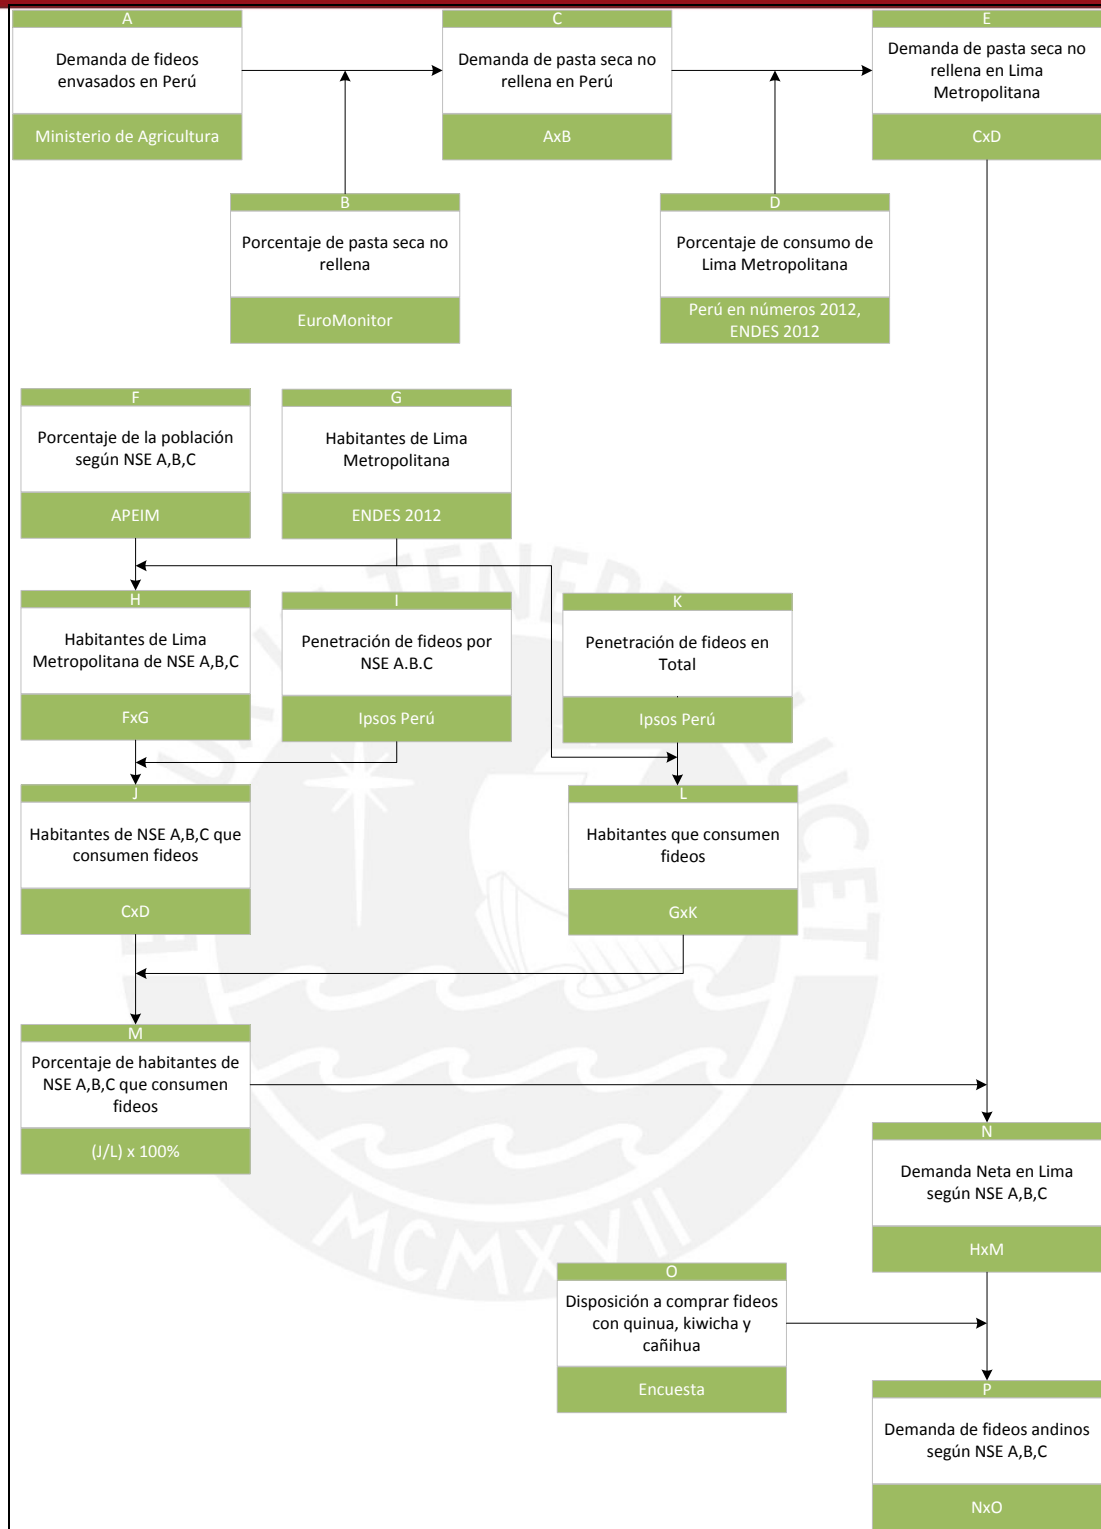 A
Demanda de fideos
envasados en Perú
Ministerio de Agricultura
C
Demanda de pasta seca no
rellena en Perú
AxB
E
Demanda de pasta seca no
rellena en Lima
Metropolitana
CxD
B
Porcentaje de pasta seca no
rellena
EuroMonitor
D
Porcentaje de consumo de
Lima Metropolitana
Perú en números 2012,
ENDES 2012
F
Porcentaje de la población
según NSE A,B,C
APEIM
G
Habitantes de Lima
Metropolitana
ENDES 2012
H
Habitantes de Lima
Metropolitana de NSE A,B,C
FxG
I
Penetración de fideos por
NSE A.B.C
Ipsos Perú
K
Penetración de fideos en
Total
Ipsos Perú
J
Habitantes de NSE A,B,C que
consumen fideos
CxD
L
Habitantes que consumen
fideos
GxK
M
Porcentaje de habitantes de
NSE A,B,C que consumen
fideos
(J/L) x 100%
N
Demanda Neta en Lima
según NSE A,B,C
HxM
O
Disposición a comprar fideos
con quinua, kiwicha y
cañihua
Encuesta
P
Demanda de fideos andinos
según NSE A,B,C
NxO
MCMXVII